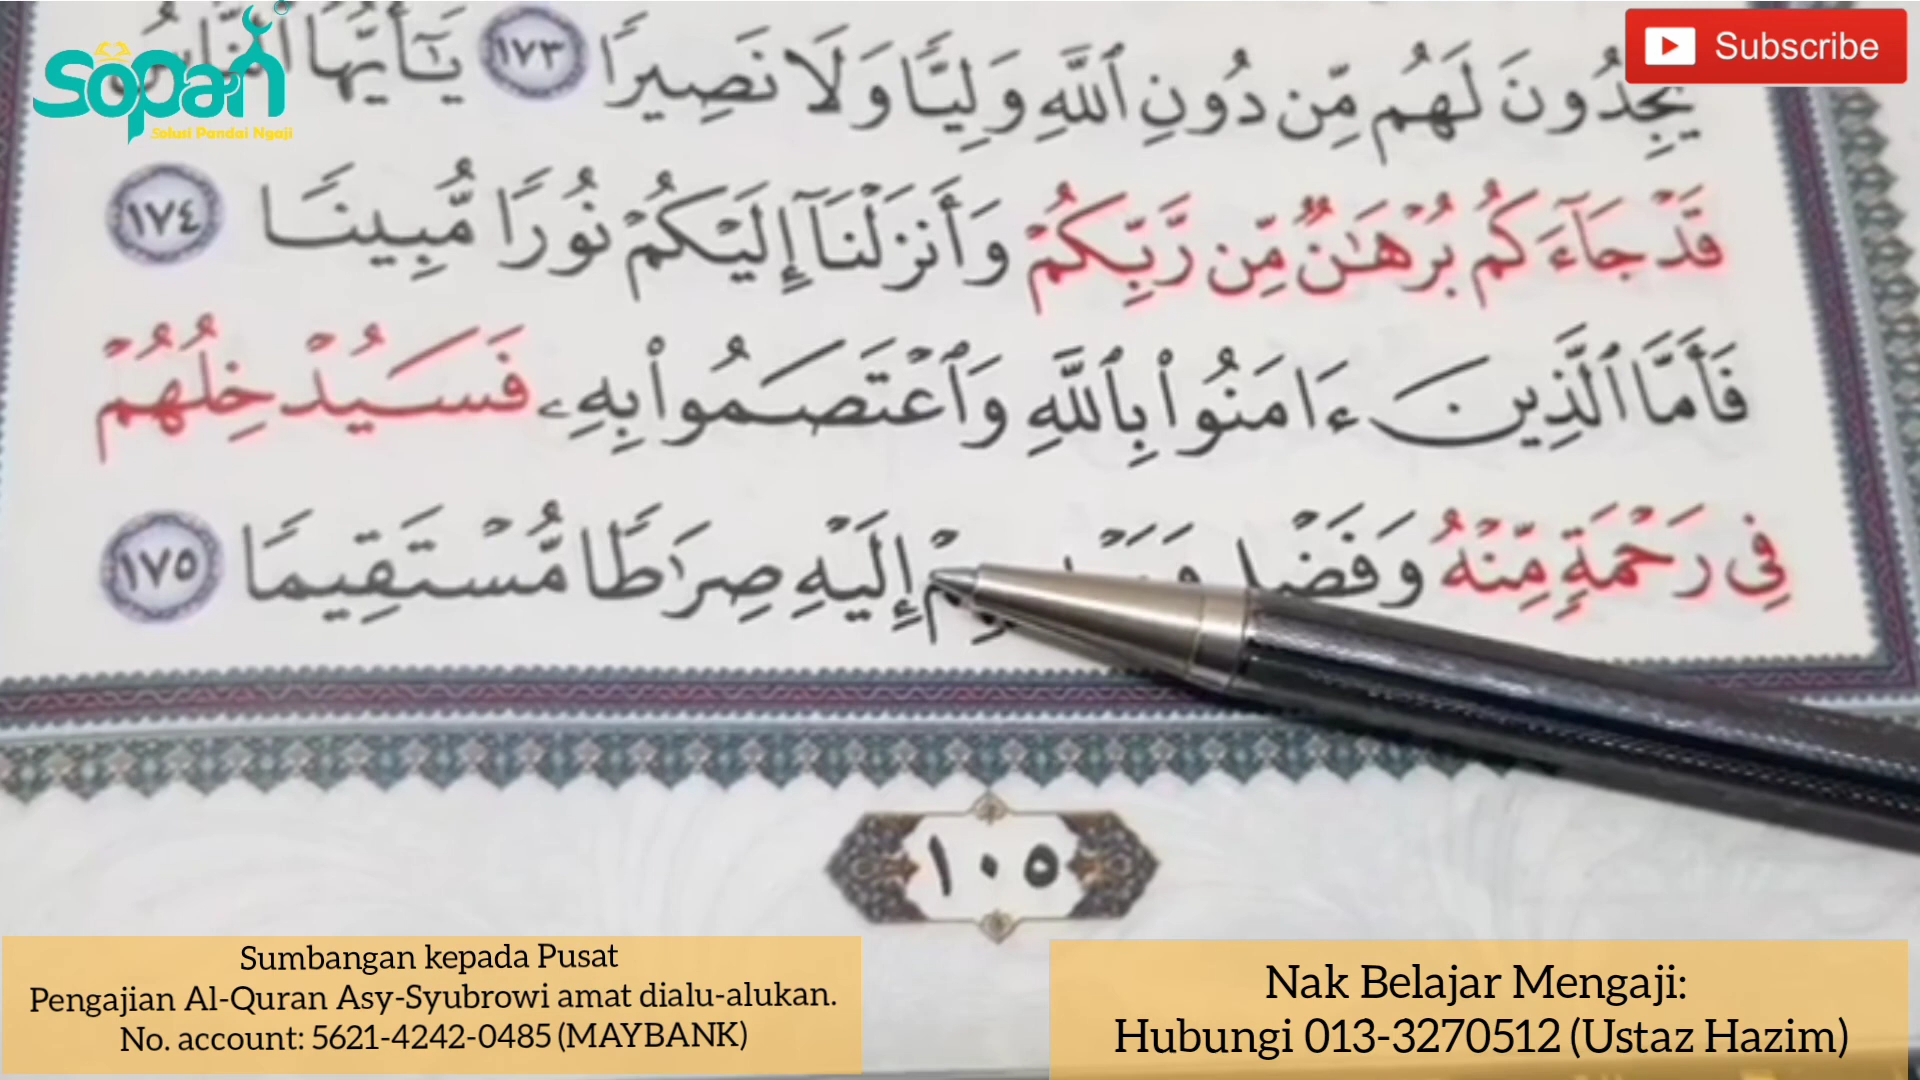 Sopan
Solusi Pandai Ngaji
Subscribe
يَجِدُونَ لَهُم مِّن دُونِ ٱللَّهِ وَلِيًّا وَلَا نَصِيرًا ١٧٣ يَٰٓأَيُّهَا ٱلنَّاسُ
قَدْ جَآءَكُم بُرْهَٰنٌ مِّن رَّبِّكُمْ وَأَنزَلْنَآ إِلَيْكُمْ نُورًا مُّبِينًا ١٧٤
فَأَمَّا ٱلَّذِينَ ءَامَنُوا۟ بِٱللَّهِ وَٱعْتَصَمُوا۟ بِهِۦ فَسَيُدْخِلُهُمْ
فِى رَحْمَةٍ مِّنْهُ وَفَضْلٍ إِلَيْهِ صِرَٰطًا مُّسْتَقِيمًا ١٧٥
١٠٥
Sumbangan kepada Pusat
Pengajian Al-Quran Asy-Syubrowi amat dialu-alukan.
No. account: 5621-4242-0485 (MAYBANK)
Nak Belajar Mengaji:
Hubungi 013-3270512 (Ustaz Hazim)